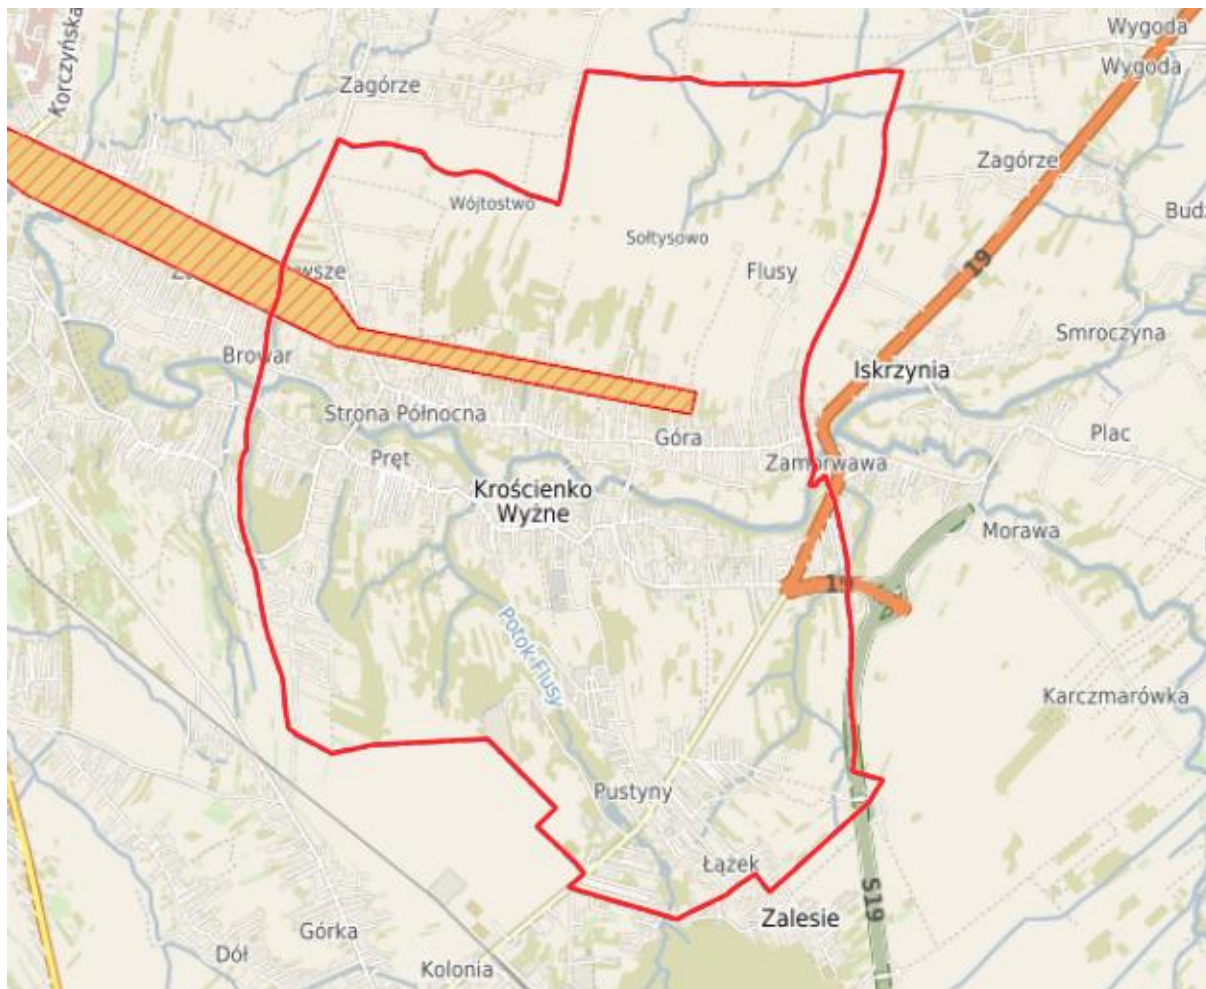 Wygoda
Wygoda
Korczyńska
Zagórze
Zagórze
Wójtostwo
Sołtysowo
Flusy
19
Smroczyna
Browar
Iskrzynia
Strona Północna
Góra
Plac
Pręt
Zamorwawa
Krościenko
Wyżne
Morawa
19
Potok Flusy
Karczmarówka
Pustyny
Łążek
S19
Zalesie
Górka
Dół
Kolonia